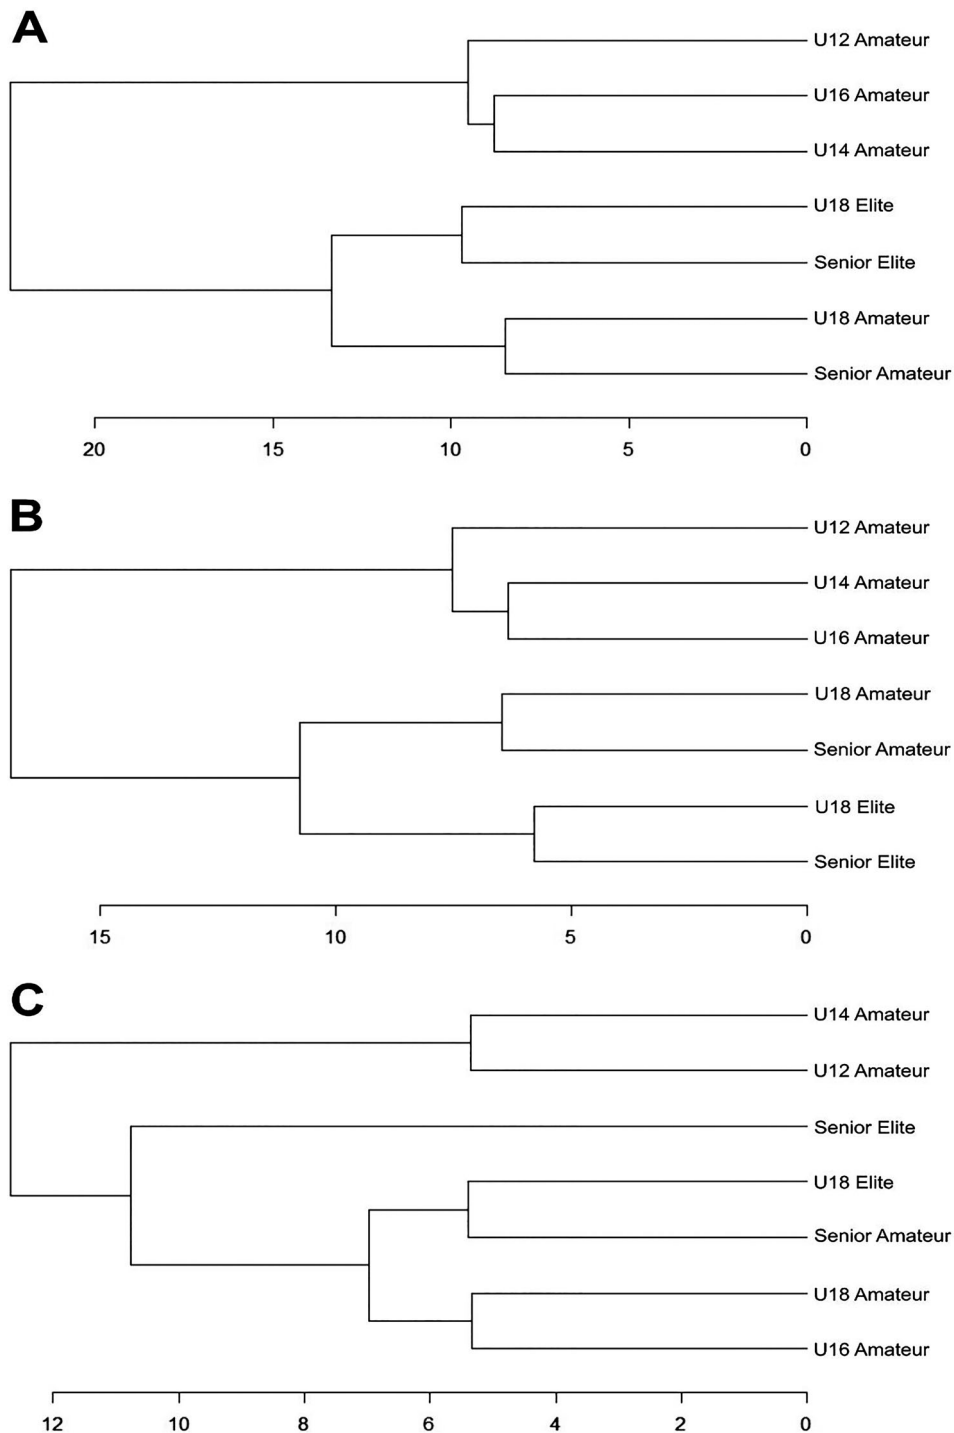 A
U12 Amateur
U16 Amateur
U14 Amateur
U18 Elite
Senior Elite
U18 Amateur
Senior Amateur
20 15 10 5 0
B
U12 Amateur
U14 Amateur
U16 Amateur
U18 Amateur
Senior Amateur
U18 Elite
Senior Elite
15 10 5 0
C
U14 Amateur
U12 Amateur
Senior Elite
U18 Elite
Senior Amateur
U18 Amateur
U16 Amateur
12 10 8 6 4 2 0